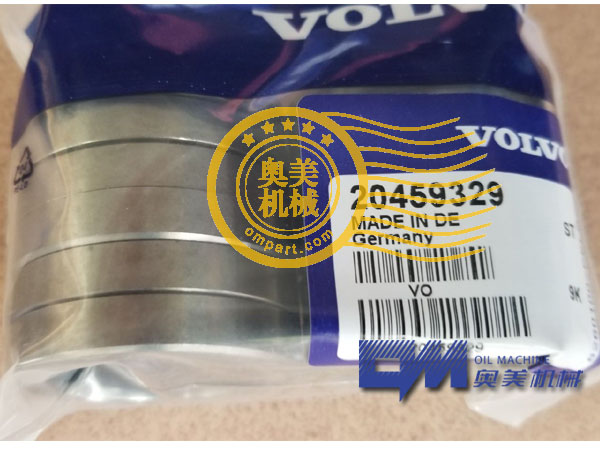 VOLVO
VOLVO
20459329
MADE IN DE
Germany
ST
VO
9K
奥美
机械
ompart.com
OIL MACHINE
OM 奥美机械